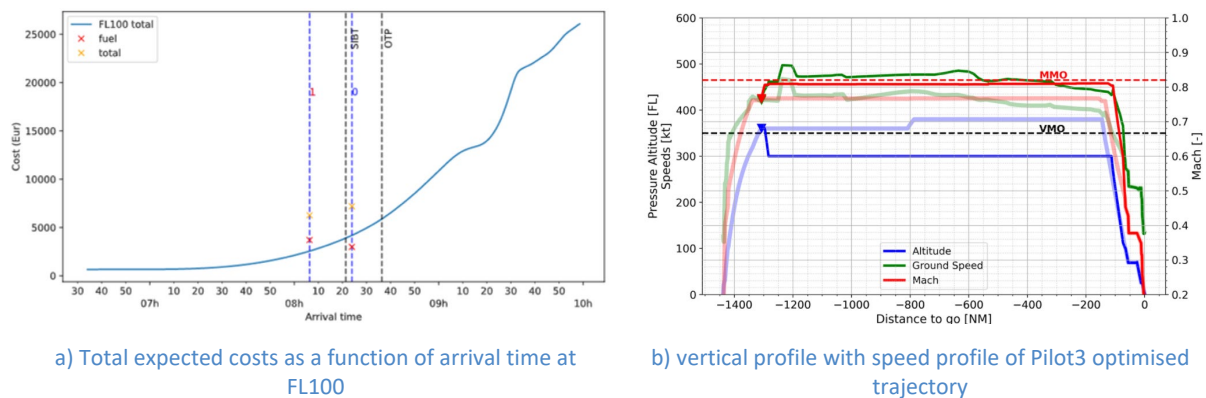 FL100 total
fuel
total
SIBT
OTP
1
0
25000
20000
15000
10000
5000
0
Cost (Eur)
30 40 50 07h 10 20 30 40 50 08h 10 20 30 40 50 09h 10 20 30 40 50 10h
Arrival time
a) Total expected costs as a function of arrival time at
FL100
600
500
400
300
200
100
0
Pressure Altitude [FL]
Speeds [kt]
MMO
VMO
1.0
0.9
0.8
0.7
0.6
0.5
0.4
0.3
0.2
Mach [-]
Altitude
Ground Speed
Mach
−1400 −1200 −1000 −800 −600 −400 −200 0
Distance to go [NM]
b) vertical profile with speed profile of Pilot3 optimised
trajectory